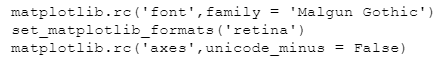 matplotlib.rc('font',family = 'Malgun Gothic')
set_matplotlib_formats('retina')
matplotlib.rc('axes',unicode_minus = False)